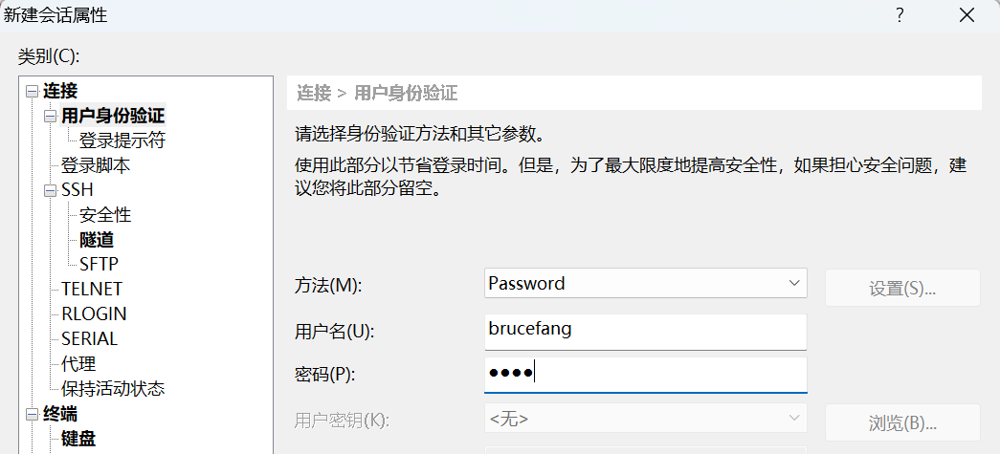 新建会话属性
类别(C):
连接
用户身份验证
登录提示符
登录脚本
SSH
安全性
隧道
SFTP
TELNET
RLOGIN
SERIAL
代理
保持活动状态
终端
键盘
连接 > 用户身份验证
请选择身份验证方法和其它参数。
使用此部分以节省登录时间。但是，为了最大限度地提高安全性，如果担心安全问题，建
议您将此部分留空。
方法(M): Password 设置(S)...
用户名(U): brucefang
密码(P): ●●●●
用户密钥(K): <无> 浏览(B)...